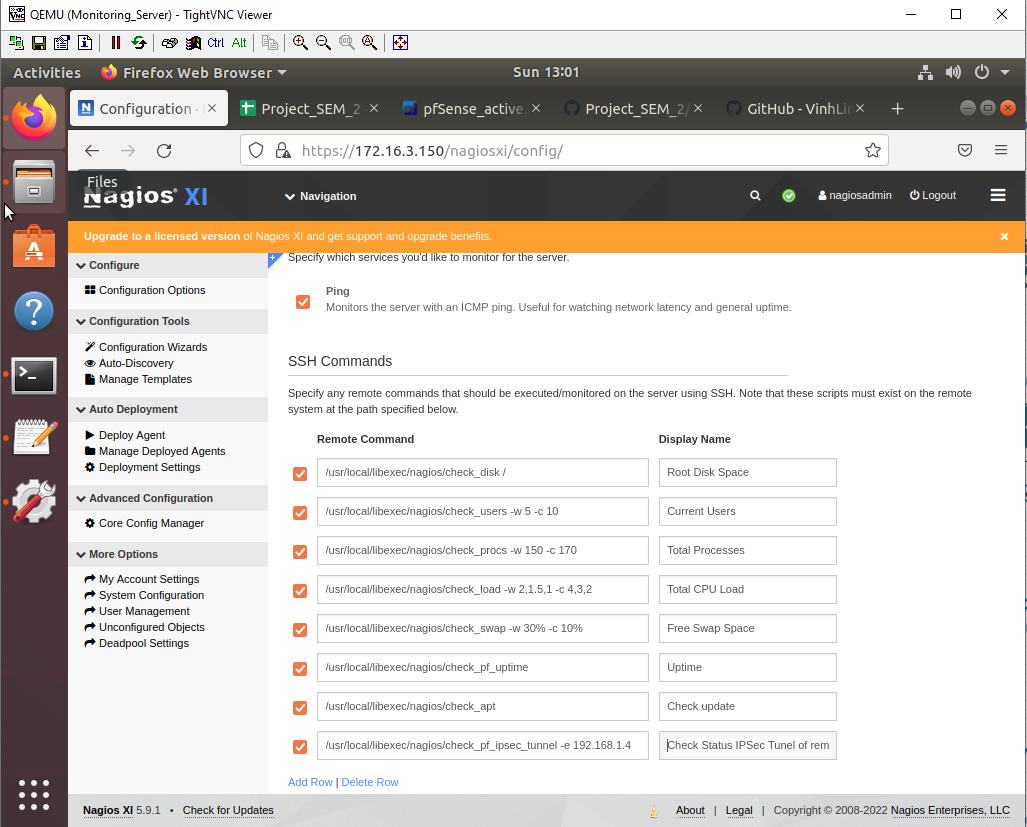 QEMU (Monitoring_Server) - TightVNC Viewer
Ctrl Alt
Activities Firefox Web Browser Sun 13:01
Configuration - Project_SEM_2 pfSense_active. Project_SEM_2/ GitHub - VinhLin
https://172.16.3.150/nagiosxi/config/
Files
Nagios® XI Navigation nagiosadmin Logout
Upgrade to a licensed version of Nagios XI and get support and upgrade benefits.
Configure
Configuration Options
Configuration Tools
Configuration Wizards
Auto-Discovery
Manage Templates
Auto Deployment
Deploy Agent
Manage Deployed Agents
Deployment Settings
Advanced Configuration
Core Config Manager
More Options
My Account Settings
System Configuration
User Management
Unconfigured Objects
Deadpool Settings
Specify which services you'd like to monitor for the server.
Ping
Monitors the server with an ICMP ping. Useful for watching network latency and general uptime.
SSH Commands
Specify any remote commands that should be executed/monitored on the server using SSH. Note that these scripts must exist on the remote
system at the path specified below.
Remote Command Display Name
/usr/local/libexec/nagios/check_disk / Root Disk Space
/usr/local/libexec/nagios/check_users -w 5 -c 10 Current Users
/usr/local/libexec/nagios/check_procs -w 150 -c 170 Total Processes
/usr/local/libexec/nagios/check_load -w 2,1.5,1 -c 4,3,2 Total CPU Load
/usr/local/libexec/nagios/check_swap -w 30% -c 10% Free Swap Space
/usr/local/libexec/nagios/check_pf_uptime Uptime
/usr/local/libexec/nagios/check_apt Check update
/usr/local/libexec/nagios/check_pf_ipsec_tunnel -e 192.168.1.4 Check Status IPSec Tunel of rem
Add Row | Delete Row
Nagios XI 5.9.1 • Check for Updates About | Legal | Copyright © 2008-2022 Nagios Enterprises, LLC